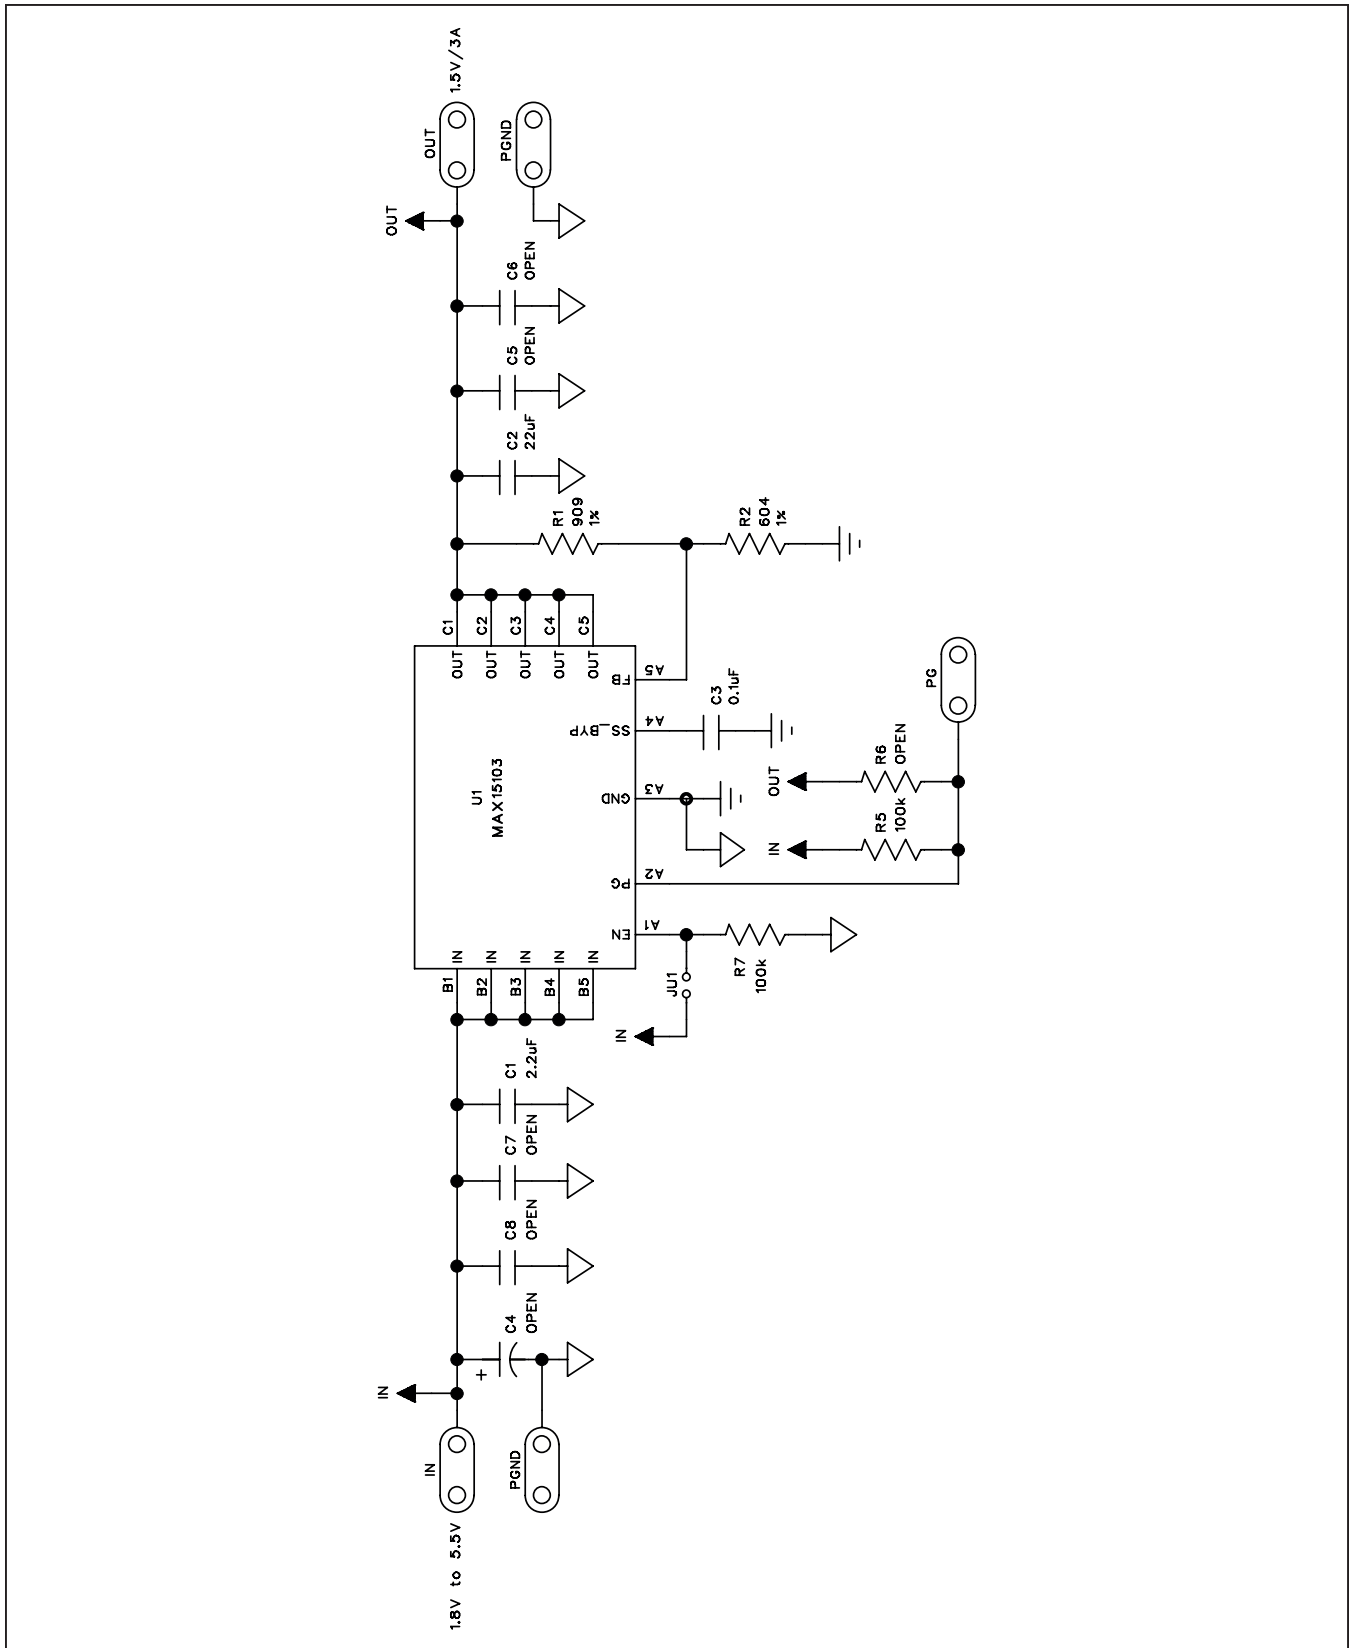 1.8V to 5.5V
IN
PGND
IN
+
C4
OPEN
C8
OPEN
C7
OPEN
C1
2.2uF
B1
B2
B3
B4
B5
IN
IN
IN
IN
IN
U1
MAX15103
EN
A1
PG
A2
GND
A3
SS_BYP
A4
FB
A5
OUT
OUT
OUT
OUT
OUT
C1
C2
C3
C4
C5
IN
JU1
R7
100k
IN
R5
100k
OUT
R6
OPEN
PG
C3
0.1uF
R1
909
1%
R2
604
1%
C2
22uF
C5
OPEN
C6
OPEN
OUT
OUT
PGND
1.5V/3A